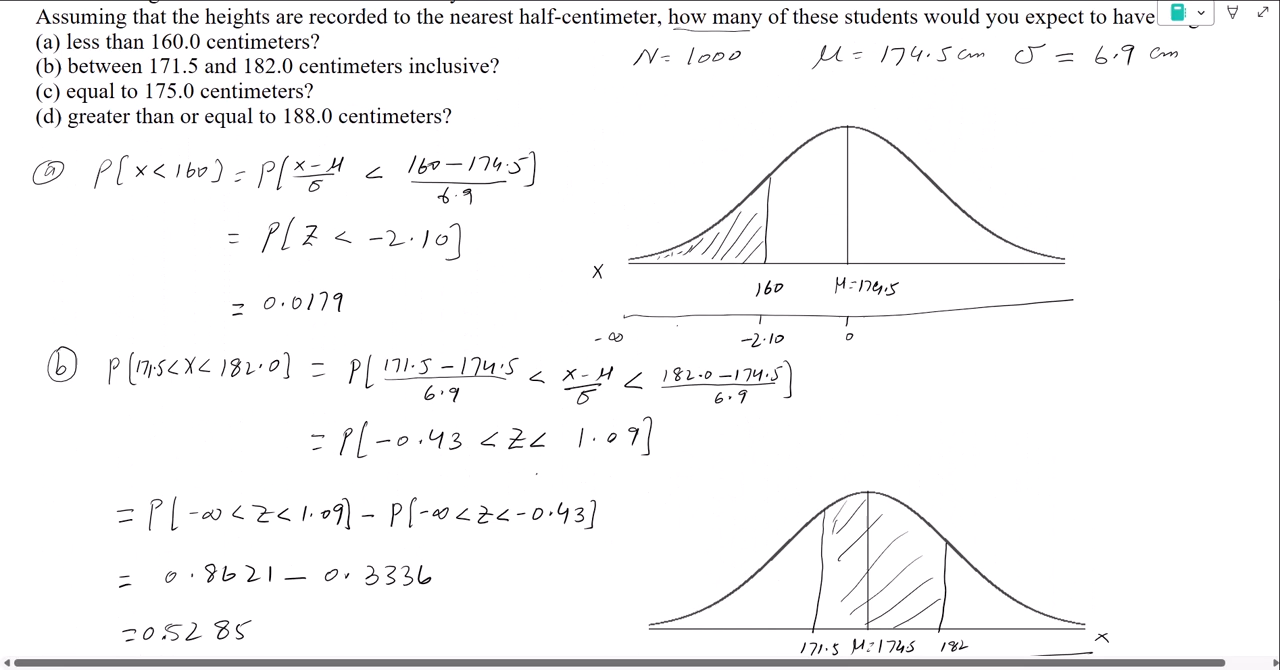 Assuming that the heights are recorded to the nearest half-centimeter, how many of these students would you expect to have
(a) less than 160.0 centimeters?
(b) between 171.5 and 182.0 centimeters inclusive?
(c) equal to 175.0 centimeters?
(d) greater than or equal to 188.0 centimeters?
N = 1000 μ = 174.5 cm σ = 6.9 cm
(a) P[X < 160] = P[(X-μ)/σ < (160-174.5)/6.9]
= P[Z < -2.10]
= 0.0179
X
160 μ=174.5
-∞ -2.10 0
(b) P[171.5<X<182.0] = P[(171.5-174.5)/6.9 < (X-μ)/σ < (182.0-174.5)/6.9]
= P[-0.43 <Z< 1.09]
= P[-∞<Z<1.09] - P[-∞<Z<-0.43]
= 0.8621 - 0.3336
=0.5285
171.5 μ=174.5 182 X